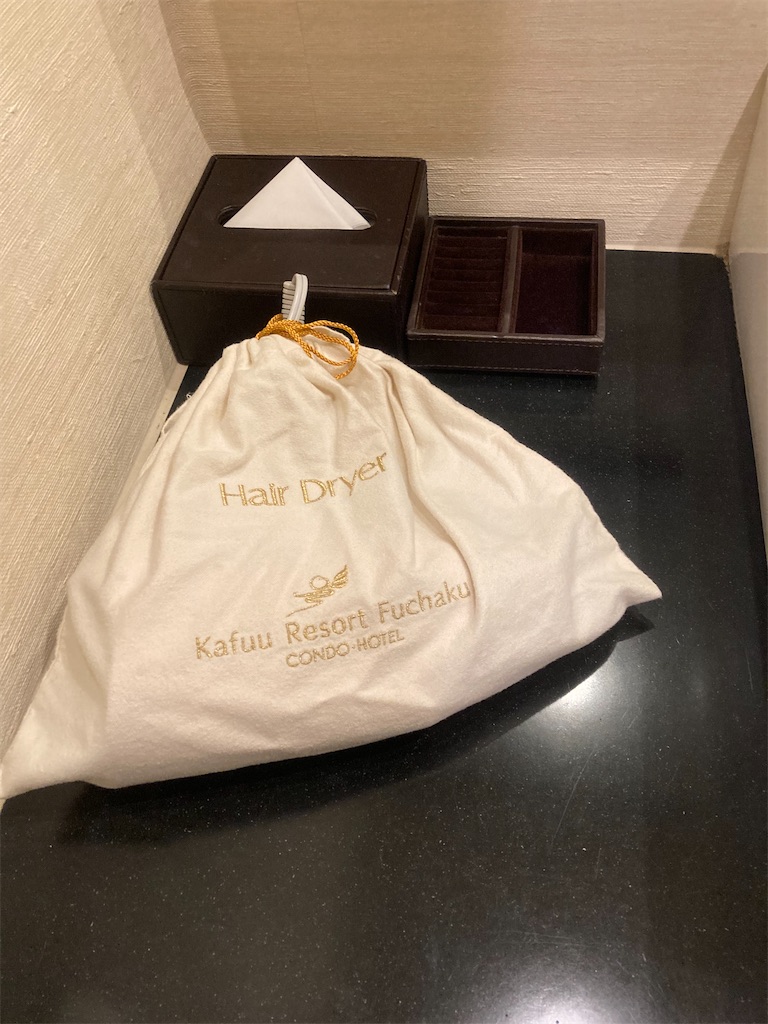 Hair Dryer
Kafuu Resort Fuchaku
CONDO-HOTEL